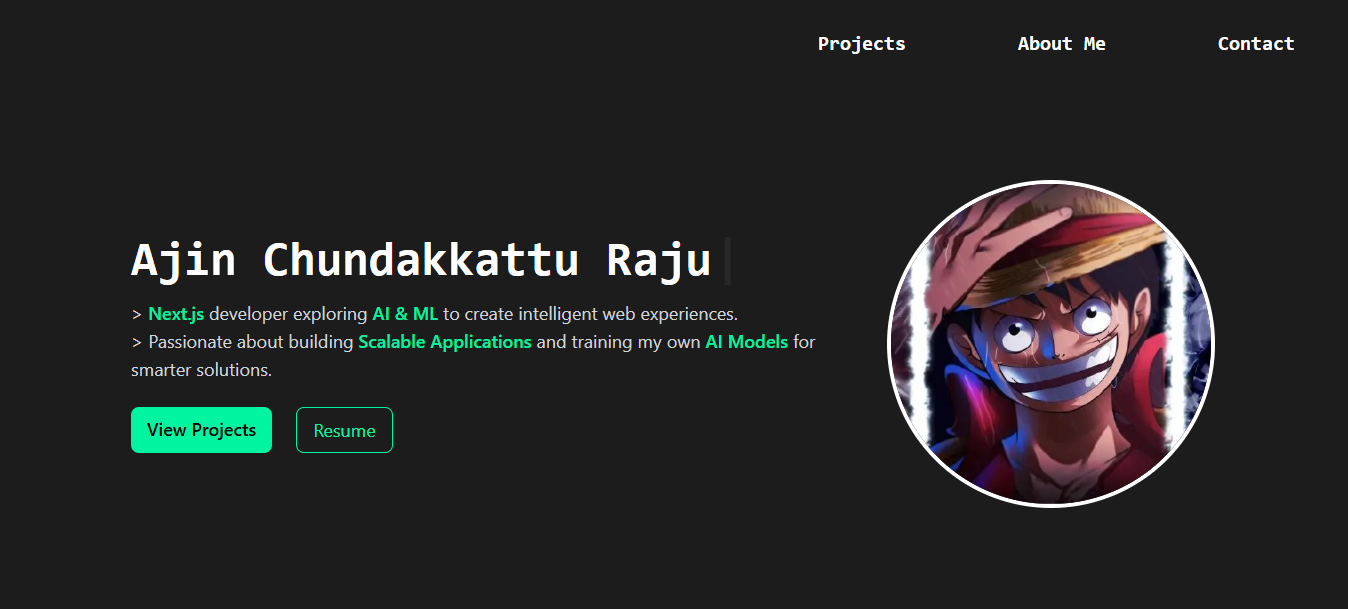 Projects About Me Contact
Ajin Chundakkattu Raju
> Next.js developer exploring AI & ML to create intelligent web experiences.
> Passionate about building Scalable Applications and training my own AI Models for
smarter solutions.
View Projects Resume